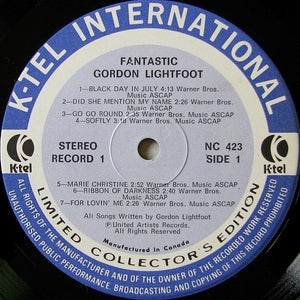 K-TEL INTERNATIONAL
FANTASTIC
GORDON LIGHTFOOT
1—BLACK DAY IN JULY 4:13 Warner Bros.
Music ASCAP
2—DID SHE MENTION MY NAME 2:26 Warner Bros.
Music ASCAP
3—GO GO ROUND 2:35 Warner Bros. Music ASCAP
4—SOFTLY 3:18 Warner Bros. Music ASCAP
STEREO
RECORD 1
NC 423
SIDE 1
K-tel
K-tel
5—MARIE CHRISTINE 2:52 Warner Bros. Music ASCAP
6—RIBBON OF DARKNESS 2:40 Warner Bros. Music ASCAP
7—FOR LOVIN' ME 2:26 Warner Bros. Music ASCAP
All Songs Written by Gordon Lightfoot
Ⓟ United Artists Records,
All Rights Reserved
Manufactured in Canada
LIMITED COLLECTOR'S EDITION
ALL RIGHTS OF THE MANUFACTURER AND OF THE OWNER OF THE RECORDED WORK RESERVED
UNAUTHORISED PUBLIC PERFORMANCE, BROADCASTING AND COPYING OF THIS RECORD PROHIBITED